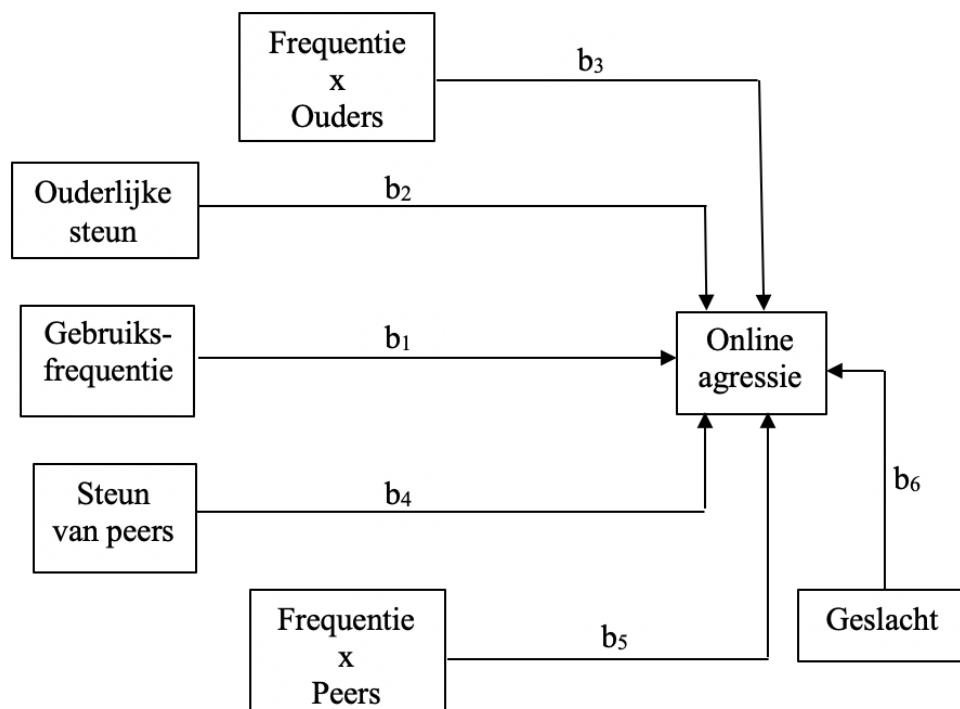 Frequentie
x
Ouders
b3
Ouderlijke
steun
b2
Gebruiks-
frequentie
b1
Online
agressie
Steun
van peers
b4
b6
Frequentie
x
Peers
b5
Geslacht